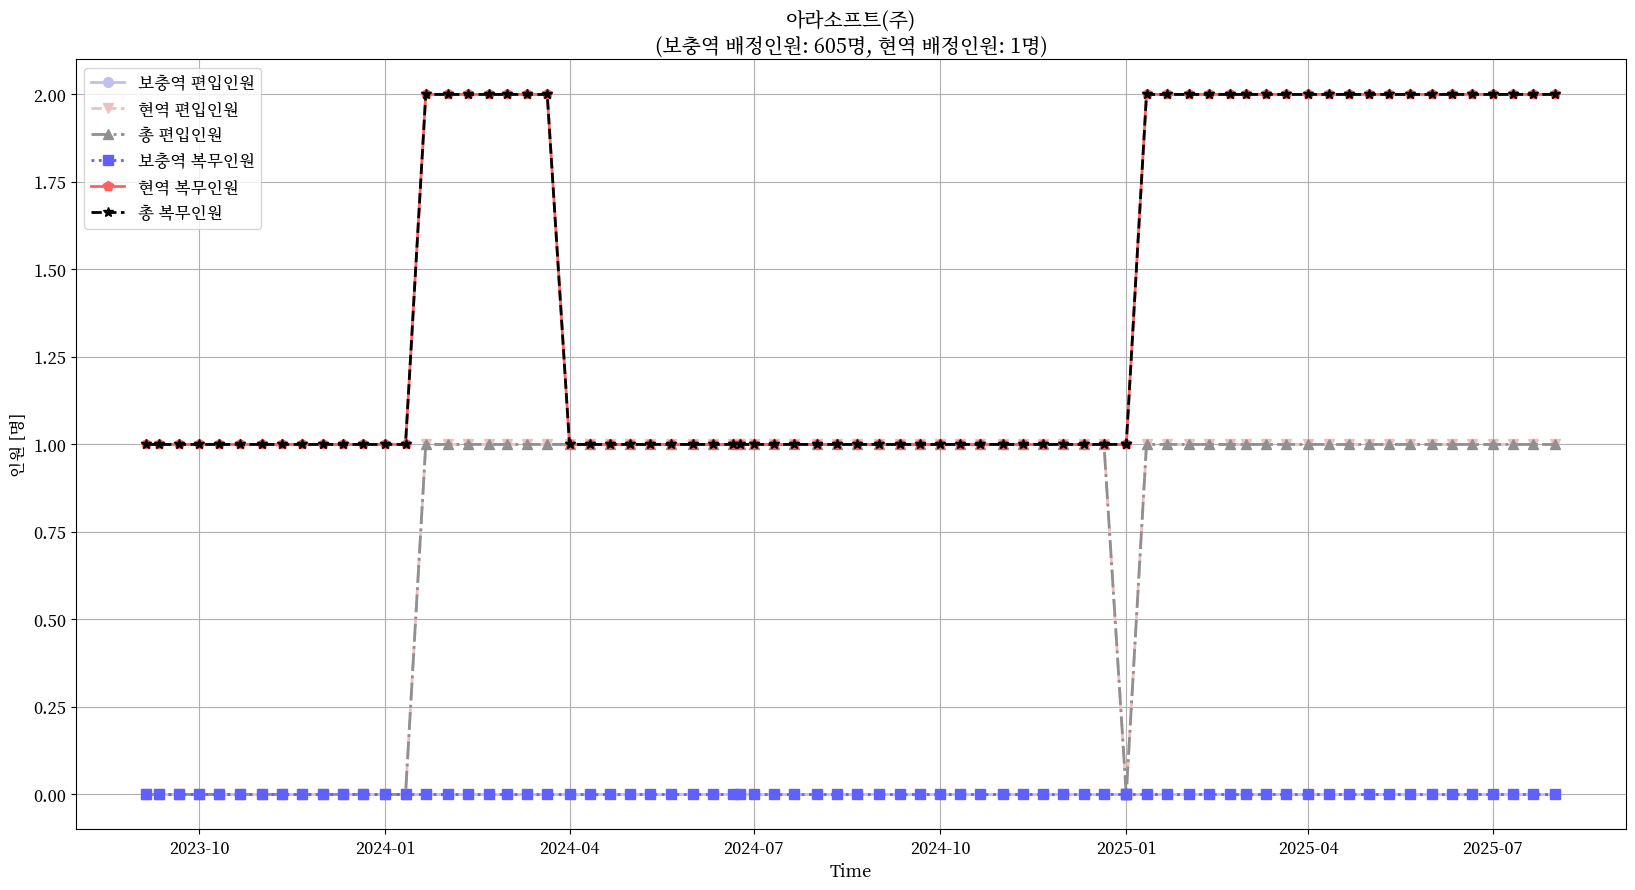 아라소프트(주)
(보충역 배정인원: 605명, 현역 배정인원: 1명)
보충역 편입인원
현역 편입인원
총 편입인원
보충역 복무인원
현역 복무인원
총 복무인원
2.00
1.75
1.50
1.25
1.00
0.75
0.50
0.25
0.00
인원 [명]
2023-10 2024-01 2024-04 2024-07 2024-10 2025-01 2025-04 2025-07
Time